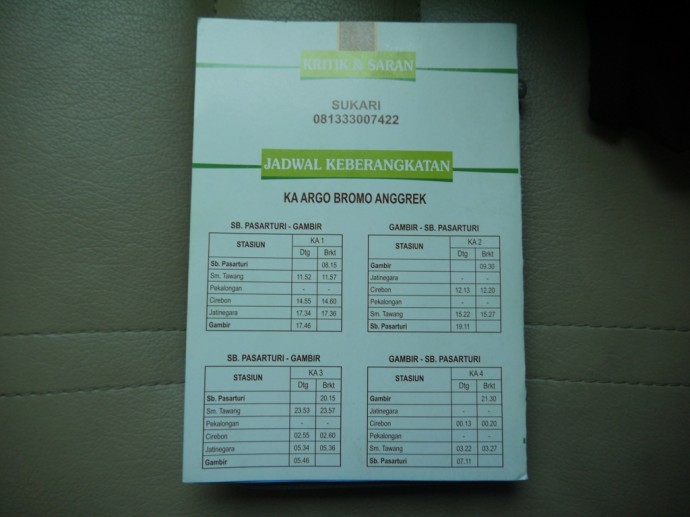 KRITIK & SARAN
SUKARI
081333007422
JADWAL KEBERANGKATAN
KA ARGO BROMO ANGGREK
SB. PASARTURI - GAMBIR
STASIUN KA 1
Dtg Brkt
Sb. Pasarturi 08.15
Sm. Tawang 11.52 11.57
Pekalongan - -
Cirebon 14.55 14.60
Jatinegara 17.34 17.36
Gambir 17.46
GAMBIR - SB. PASARTURI
STASIUN KA 2
Dtg Brkt
Gambir 09.30
Jatinegara - -
Cirebon 12.13 12.20
Pekalongan - -
Sm. Tawang 15.22 15.27
Sb. Pasarturi 19.11
SB. PASARTURI - GAMBIR
STASIUN KA 3
Dtg Brkt
Sb. Pasarturi 20.15
Sm. Tawang 23.53 23.57
Pekalongan - -
Cirebon 02.55 02.60
Jatinegara 05.34 05.36
Gambir 05.46
GAMBIR - SB. PASARTURI
STASIUN KA 4
Dtg Brkt
Gambir 21.30
Jatinegara - -
Cirebon 00.13 00.20
Pekalongan - -
Sm. Tawang 03.22 03.27
Sb. Pasarturi 07.11